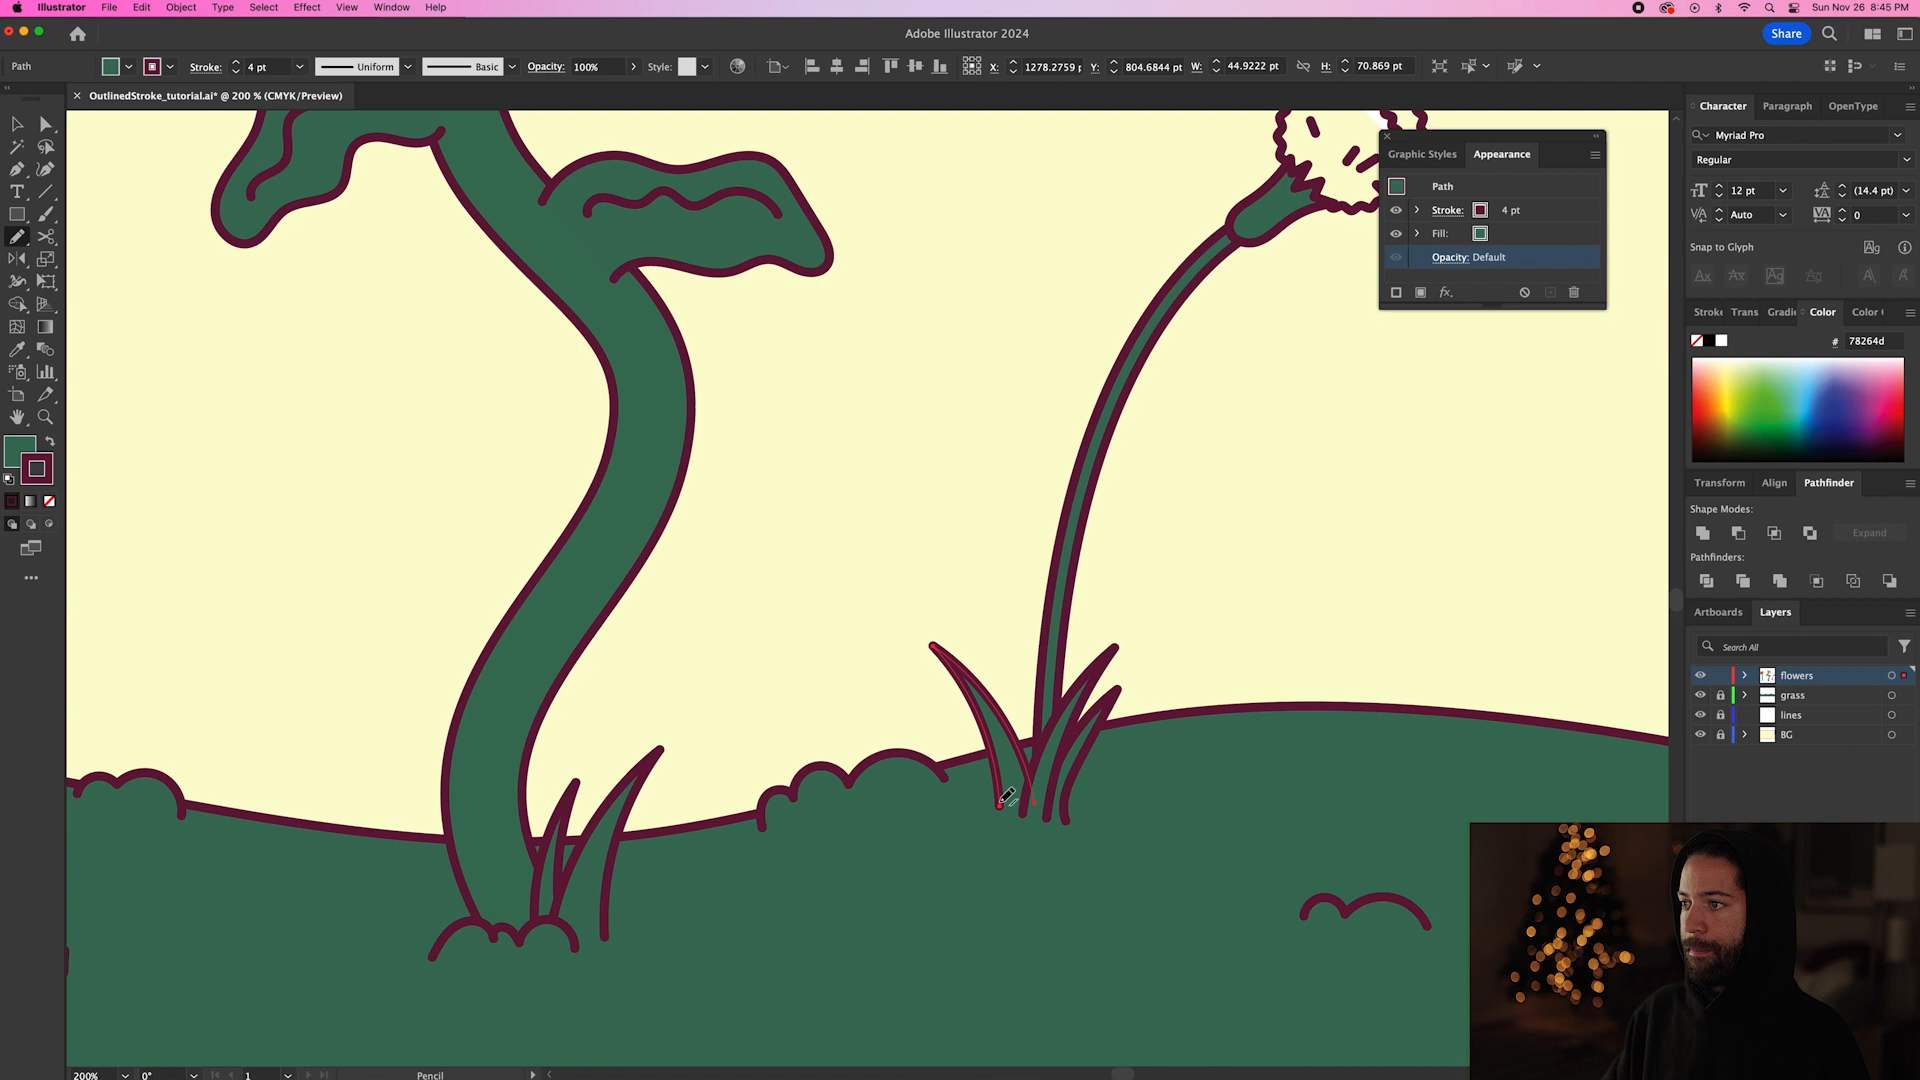 Illustrator File Edit Object Type Select Effect View Window Help Sun Nov 26 8:45 PM
Adobe Illustrator 2024 Share
Path Stroke: 4 pt Uniform Basic Opacity: 100% Style: X: 1278.2759 p Y: 804.6844 pt W: 44.9222 pt H: 70.869 pt
× OutlinedStroke_tutorial.ai* @ 200 % (CMYK/Preview)
Graphic Styles Appearance
Path
Stroke: 4 pt
Fill:
Opacity: Default
fx.
Character Paragraph OpenType
Myriad Pro
Regular
12 pt (14.4 pt)
Auto 0
Snap to Glyph
Stroke Trans Gradi Color Color
# 78264d
Transform Align Pathfinder
Shape Modes:
Expand
Pathfinders:
Artboards Layers
Search All
flowers
grass
lines
BG
200% 0° 1 Pencil